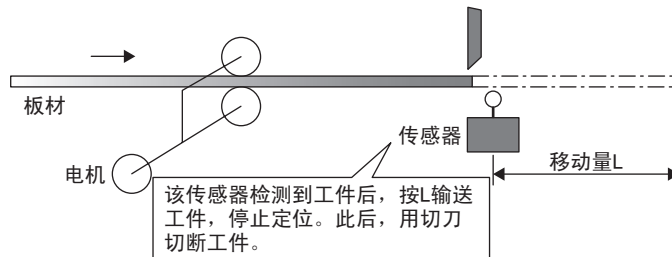 板材
传感器
移动量L
电机
该传感器检测到工件后，按L输送
工件，停止定位。此后，用切刀
切断工件。